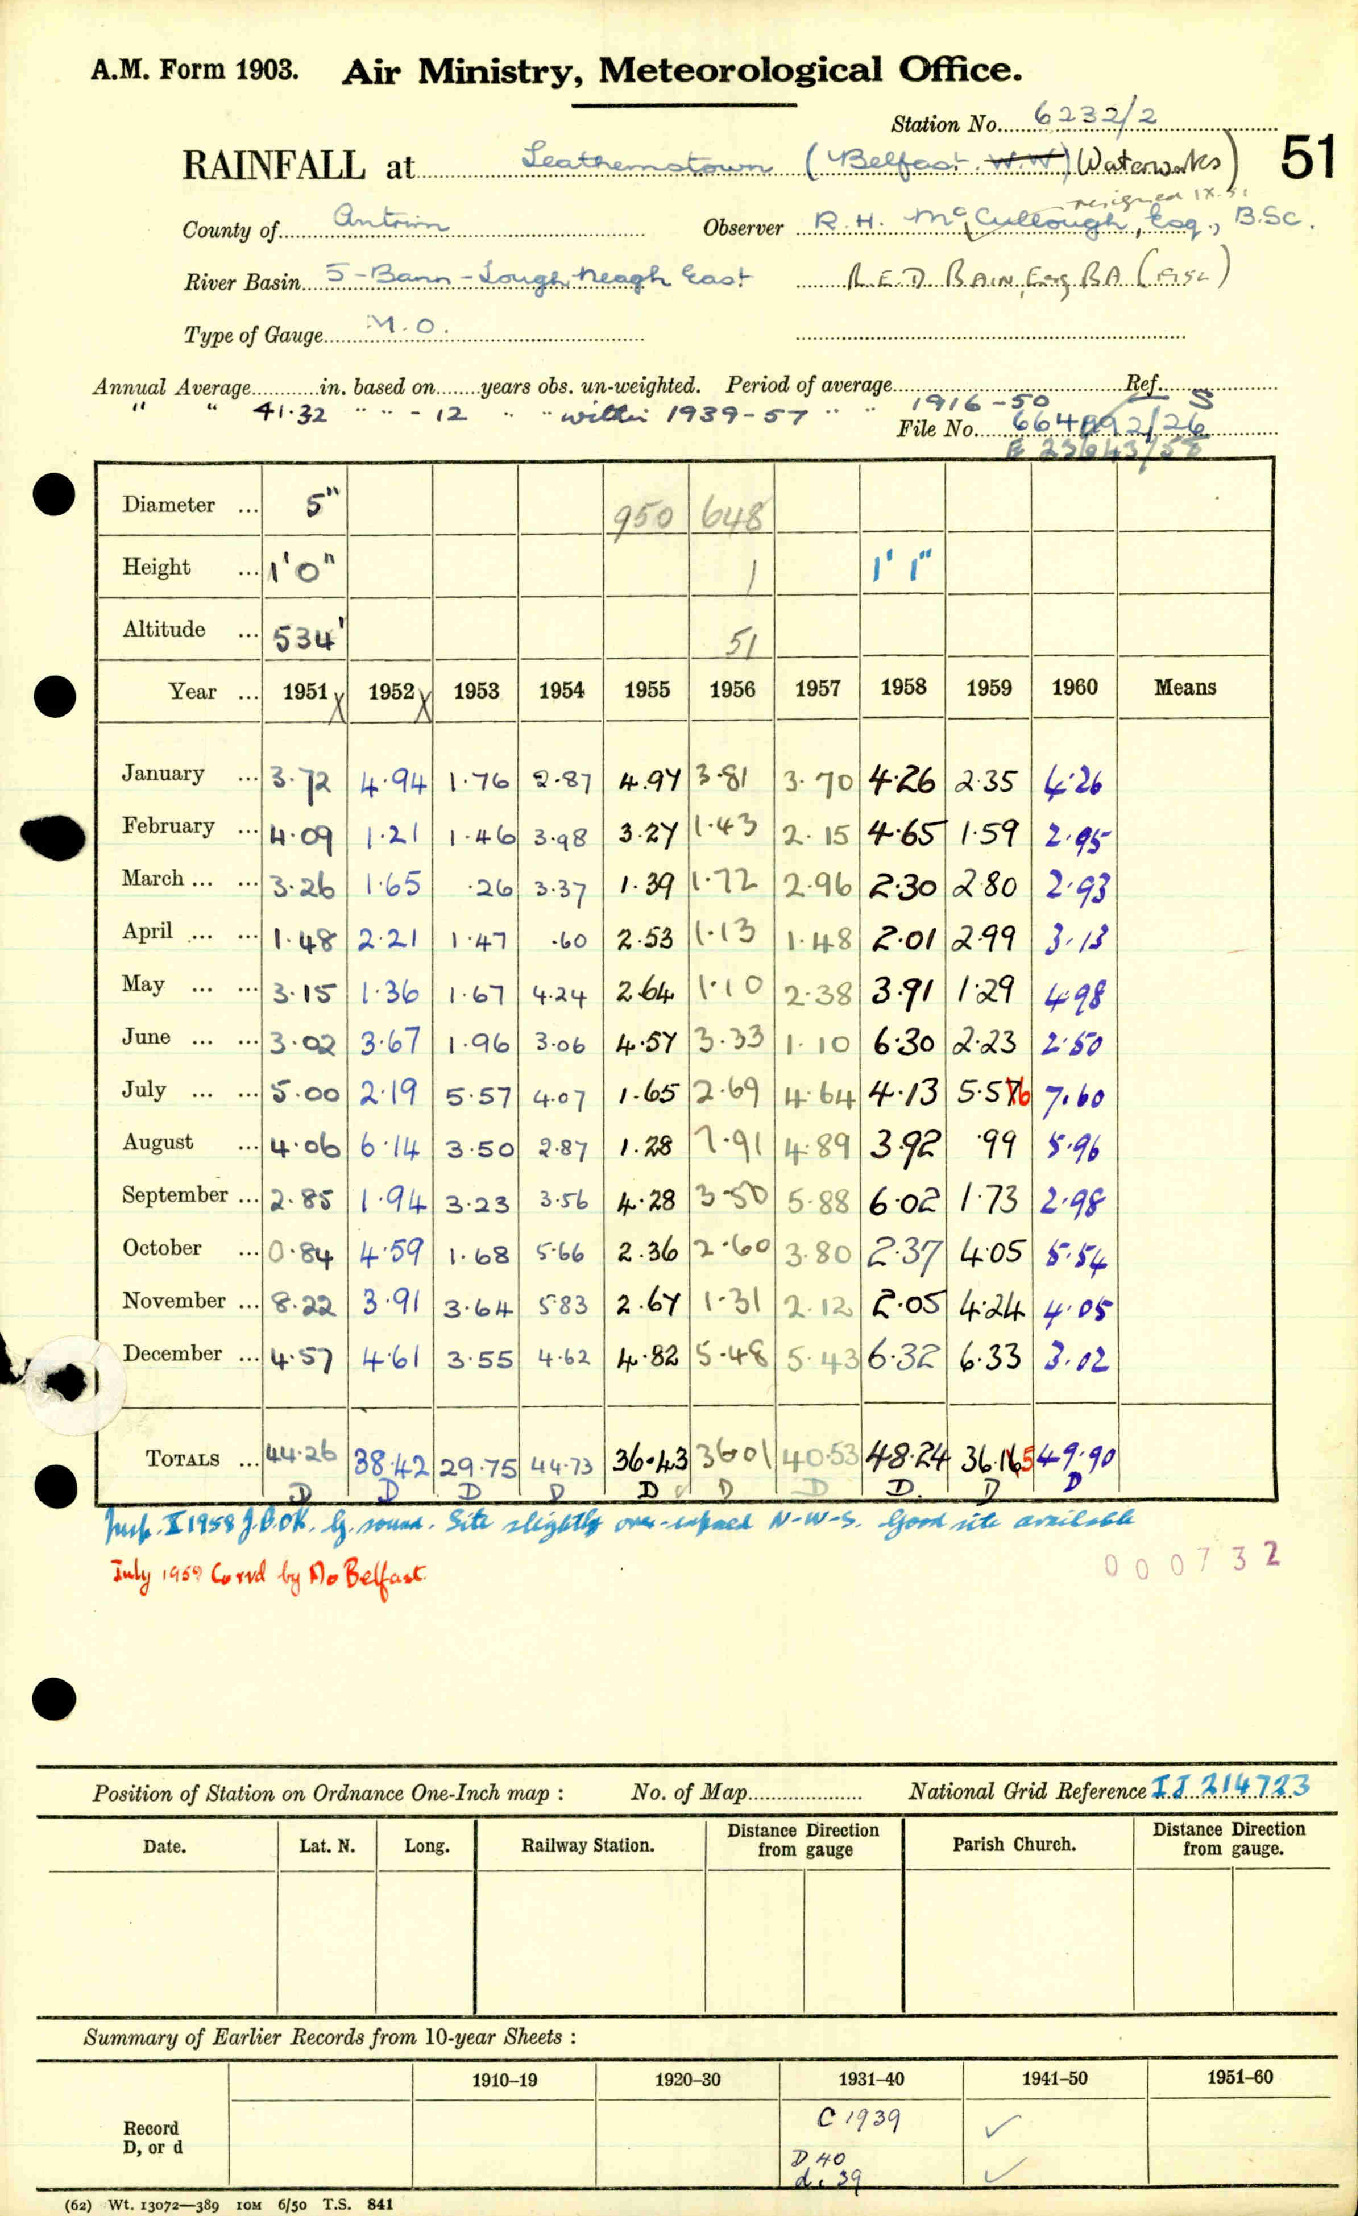 A.M. Form 1903. Air Ministry, Meteorological Office.
Station No. 6232/2
RAINFALL at Leathemstown (Belfast W.W) (Waterworks) 51
resigned IX.51
County of Antrim Observer R.H. McCullough, Esq., B.Sc.
River Basin 5-Bann-Lough Neagh East R.E.D. BAIN, Esq BA
Type of Gauge M.O.
Annual Average in. based on years obs. un-weighted. Period of average Ref. S
" " 41.32 " " - 12 " " within 1939-57 " " 1916-50
File No. 664892/26
E 23643/58
Diameter ... 5" 950 648
Height ... 1'0" 1 1' 1"
Altitude ... 534' 51
Year ... 1951 X 1952 X 1953 1954 1955 1956 1957 1958 1959 1960 Means
January ... 3.72 4.94 1.76 2.87 4.97 3.81 3.70 4.26 2.35 4.26
February ... 4.09 1.21 1.46 3.98 3.27 1.43 2.15 4.65 1.59 2.95
March ... ... 3.26 1.65 .26 3.37 1.39 1.72 2.96 2.30 2.80 2.93
April ... ... 1.48 2.21 1.47 .60 2.53 1.13 1.48 2.01 2.99 3.13
May ... ... 3.15 1.36 1.67 4.24 2.64 1.10 2.38 3.91 1.29 4.98
June ... ... 3.02 3.67 1.96 3.06 4.57 3.33 1.10 6.30 2.23 2.50
July ... ... 5.00 2.19 5.57 4.07 1.65 2.69 4.64 4.13 5.57 6 7.60
August ... 4.06 6.14 3.50 2.87 1.28 7.91 4.89 3.92 .99 5.96
September ... 2.85 1.94 3.23 3.56 4.28 3.50 5.88 6.02 1.73 2.98
October ... 0.84 4.59 1.68 5.66 2.36 2.60 3.80 2.37 4.05 5.54
November ... 8.22 3.91 3.64 5.83 2.67 1.31 2.12 2.05 4.24 4.05
December ... 4.57 4.61 3.55 4.62 4.82 5.48 5.43 6.32 6.33 3.02
TOTALS ... 44.26 38.42 29.75 44.73 36.43 36.01 40.53 48.24 36.16 5 49.90
D D D D D D D D. D D
Insp. X 1958 J.G.OK. G. sound. Site slightly over-exposed N-W-S. Good site available
July 1959 Corrd by Mo Belfast.
000732
Position of Station on Ordnance One-Inch map : No. of Map National Grid Reference IJ 214723
Date. Lat. N. Long. Railway Station. Distance from Direction gauge Parish Church. Distance from Direction gauge.
Summary of Earlier Records from 10-year Sheets :
1910–19 1920–30 1931–40 1941–50 1951–60
Record C 1939 ✓
D, or d D 40
d. 39 ✓
(62) Wt. 13072—389 10M 6/50 T.S. 841